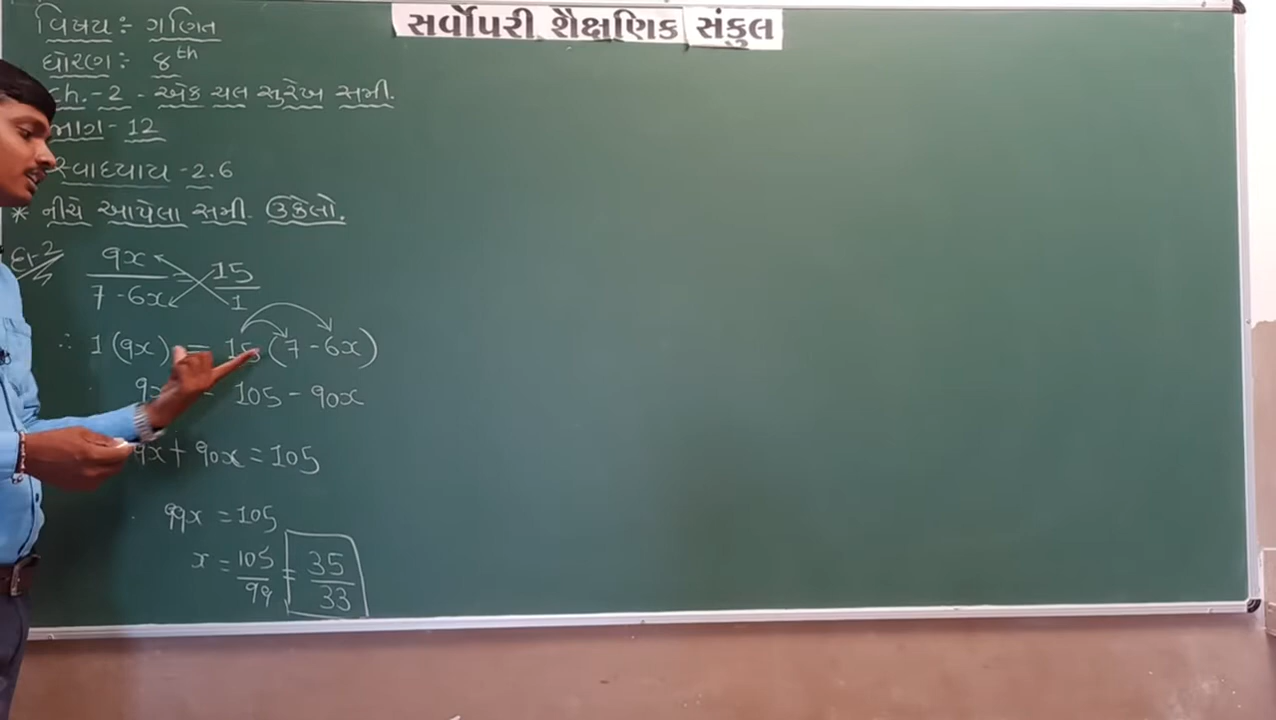 સર્વોપરી શૈક્ષણિક સંકુલ
વિષય :- ગણિત
ધોરણ :- 8th
ch.-2 - એક ચલ સુરેખ સમી.
ભાગ - 12
સ્વાધ્યાય - 2.6
* નીચે આપેલા સમી. ઉકેલો.
દા-2
9x / 7-6x = 15 / 1
∴ 1(9x) = 15(7-6x)
9x = 105 - 90x
9x + 90x = 105
99x = 105
x = 105 / 99 = 35 / 33